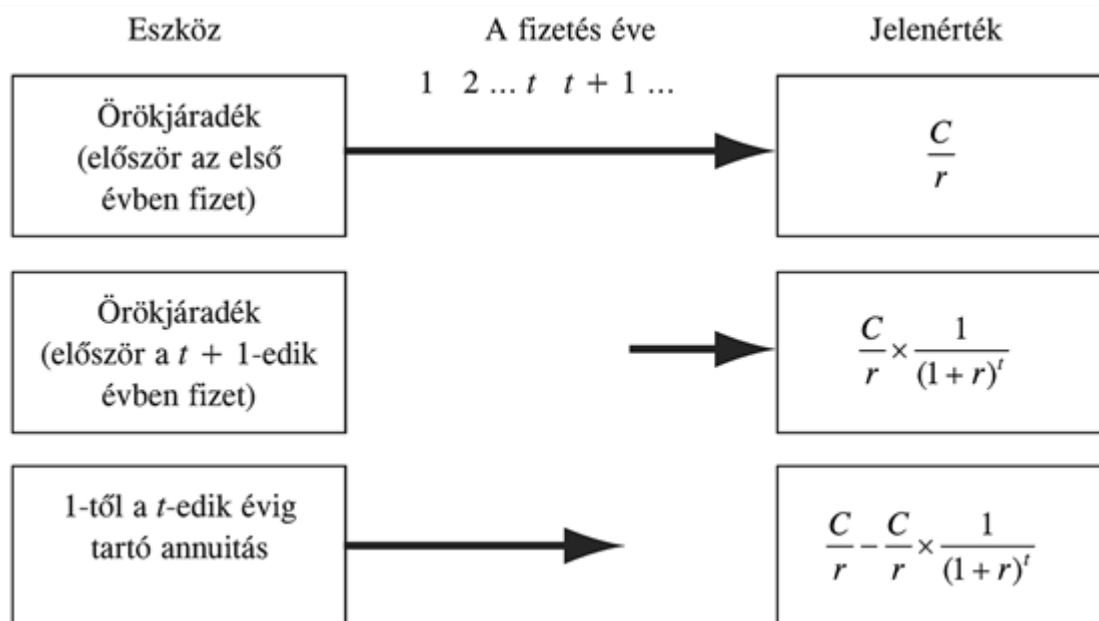 Eszköz A fizetés éve Jelenérték
1 2 ... t t + 1 ...
Örökjáradék
(először az első
évben fizet)
C/r
Örökjáradék
(először a t + 1-edik
évben fizet)
C/r × 1/(1 + r)^t
1-től a t-edik évig
tartó annuitás
C/r − C/r × 1/(1 + r)^t